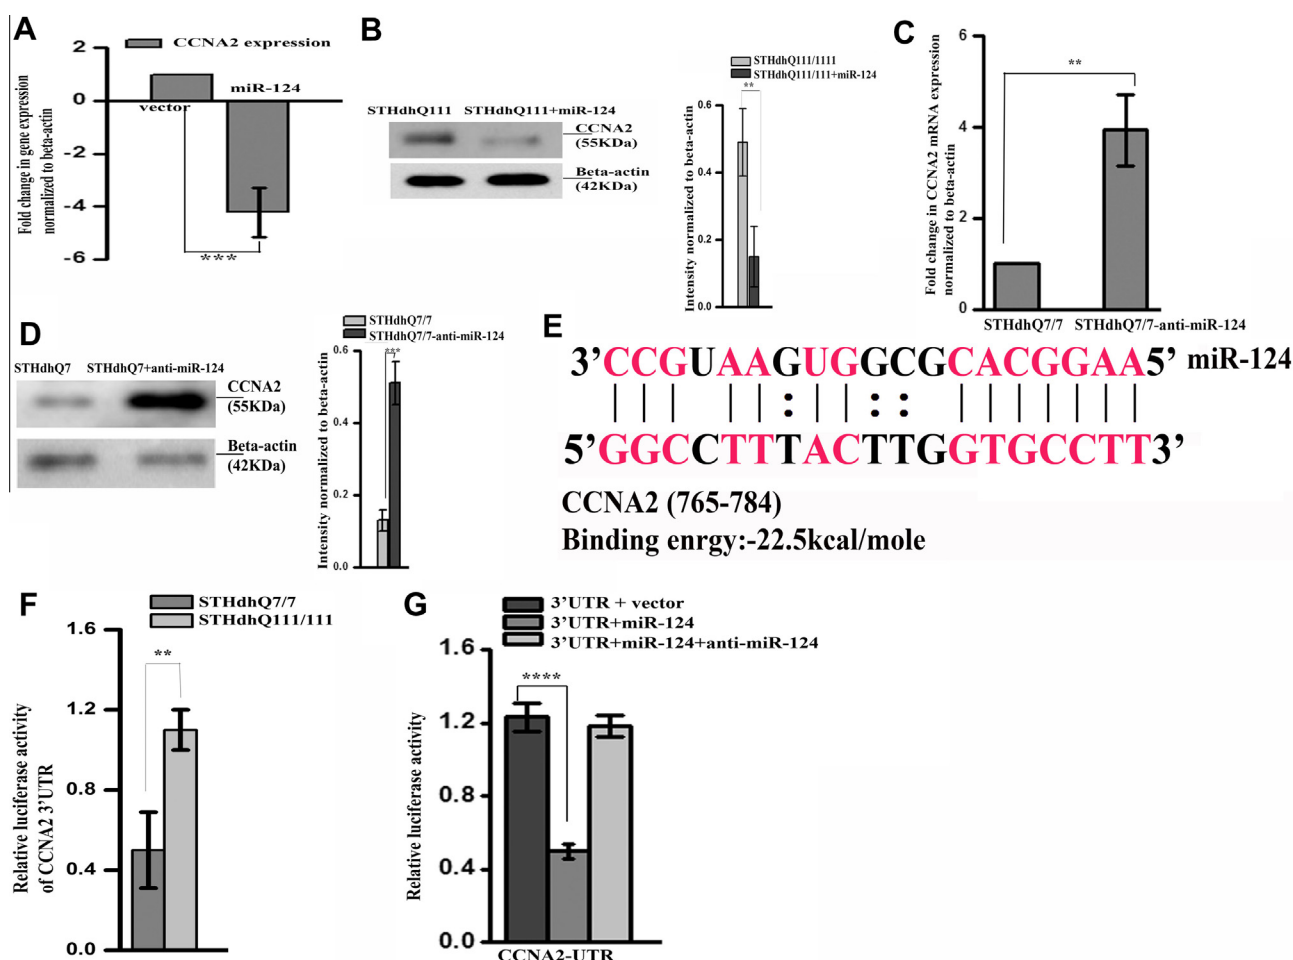 A
CCNA2 expression
2
0
-2
-4
-6
miR-124
vector
***
Fold change in gene expression
normalized to beta-actin
B
STHdhQ111 STHdhQ111+miR-124
CCNA2
(55KDa)
Beta-actin
(42KDa)
STHdhQ111/1111
STHdhQ111/111+miR-124
**
0.6
0.4
0.2
0.0
Intensity normalized to beta-actin
C
**
6
4
2
0
Fold change in CCNA2 mRNA expression
normalized to beta-actin
STHdhQ7/7 STHdhQ7/7-anti-miR-124
D
STHdhQ7 STHdhQ7+anti-miR-124
CCNA2
(55KDa)
Beta-actin
(42KDa)
STHdhQ7/7
STHdhQ7/7-anti-miR-124
***
0.6
0.4
0.2
0.0
Intensity normalized to beta-actin
E
3’CCGUAAGUGGCGCACGGAA5’ miR-124
5’GGCCTTTACTTGGTGCCTT3’
CCNA2 (765-784)
Binding enrgy:-22.5kcal/mole
F
STHdhQ7/7
STHdhQ111/111
**
1.6
1.2
0.8
0.4
0.0
Relative luciferase activity
of CCNA2 3’UTR
G
3’UTR + vector
3’UTR+miR-124
3’UTR+miR-124+anti-miR-124
****
1.6
1.2
0.8
0.4
0.0
Relative luciferase activity
CCNA2-UTR